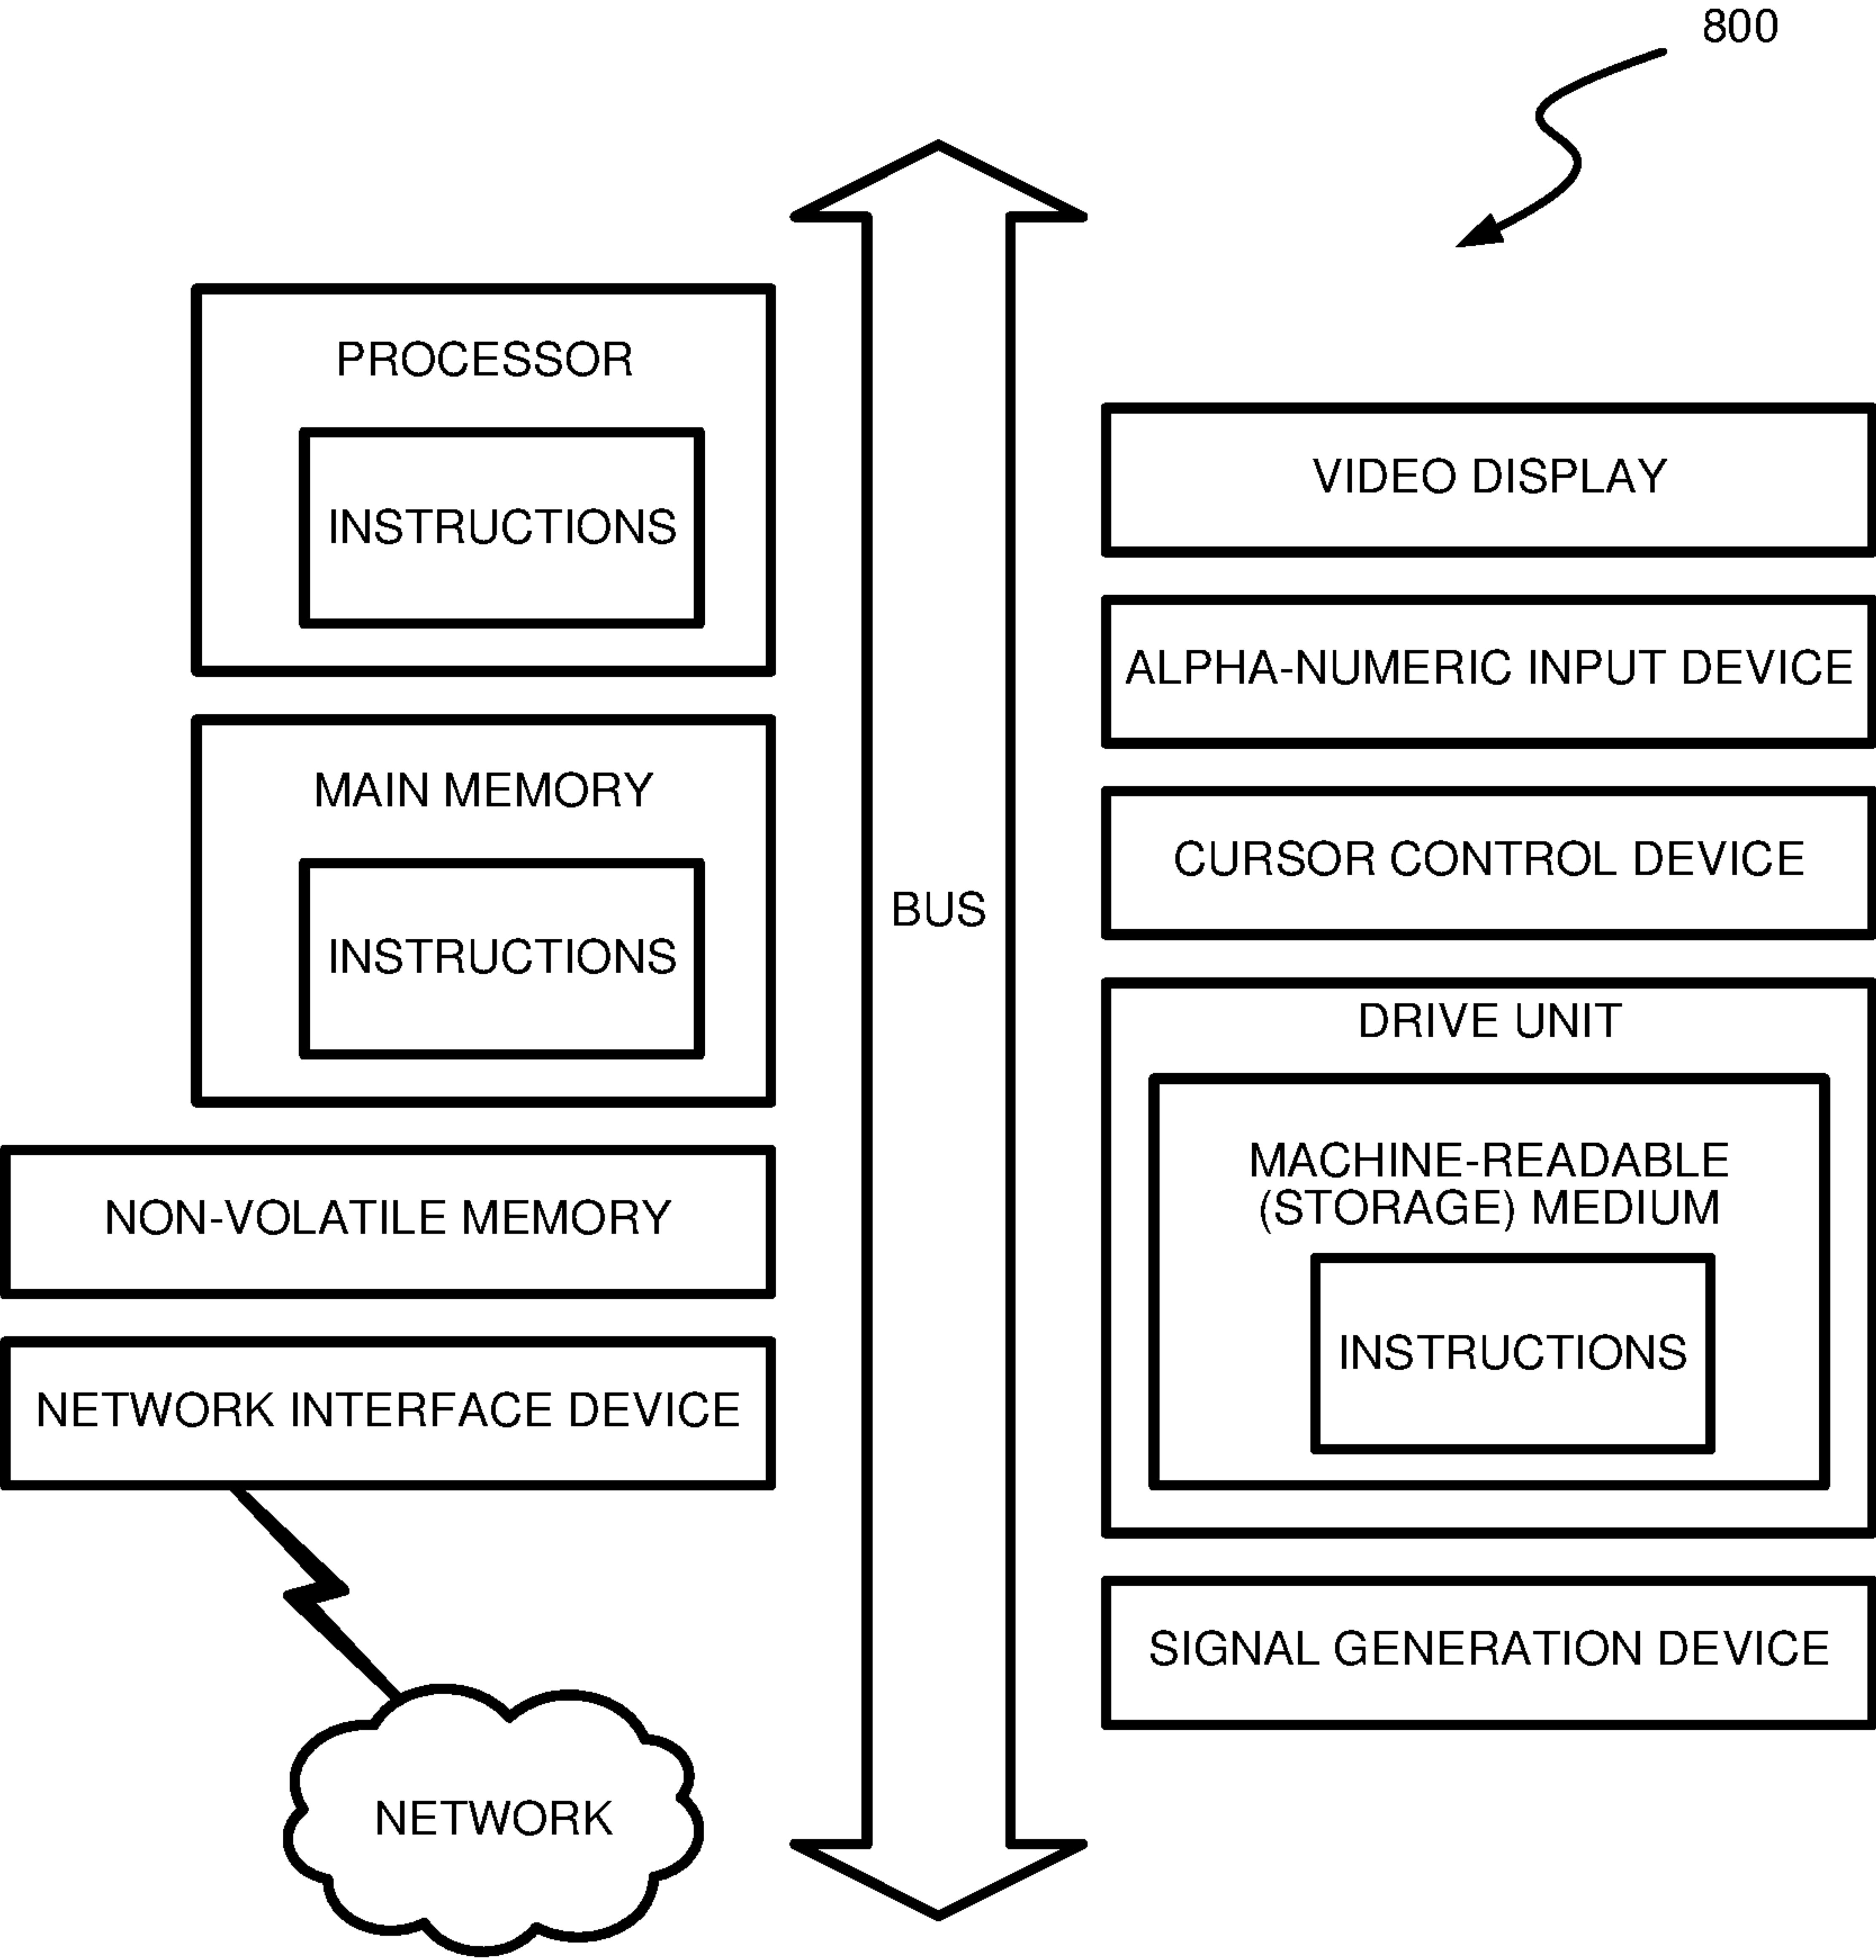 800
PROCESSOR
INSTRUCTIONS
MAIN MEMORY
INSTRUCTIONS
NON-VOLATILE MEMORY
NETWORK INTERFACE DEVICE
NETWORK
BUS
VIDEO DISPLAY
ALPHA-NUMERIC INPUT DEVICE
CURSOR CONTROL DEVICE
DRIVE UNIT
MACHINE-READABLE
(STORAGE) MEDIUM
INSTRUCTIONS
SIGNAL GENERATION DEVICE